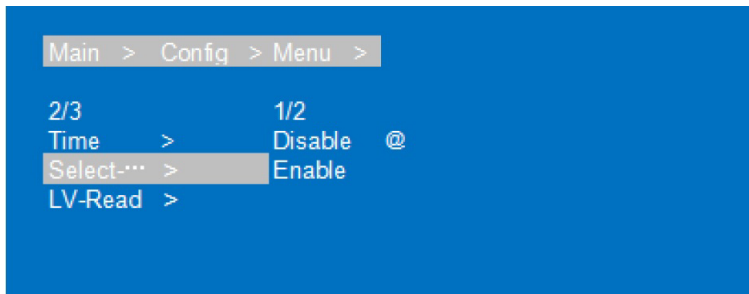 Main > Config > Menu >
2/3 1/2
Time > Disable @
Select-··· > Enable
LV-Read >